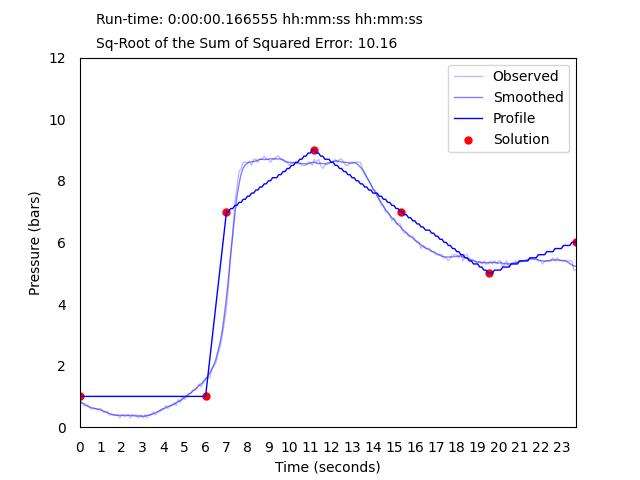 Run-time: 0:00:00.166555 hh:mm:ss hh:mm:ss
Sq-Root of the Sum of Squared Error: 10.16
12
10
8
6
4
2
0
Pressure (bars)
Observed
Smoothed
Profile
Solution
0 1 2 3 4 5 6 7 8 9 10 11 12 13 14 15 16 17 18 19 20 21 22 23
Time (seconds)